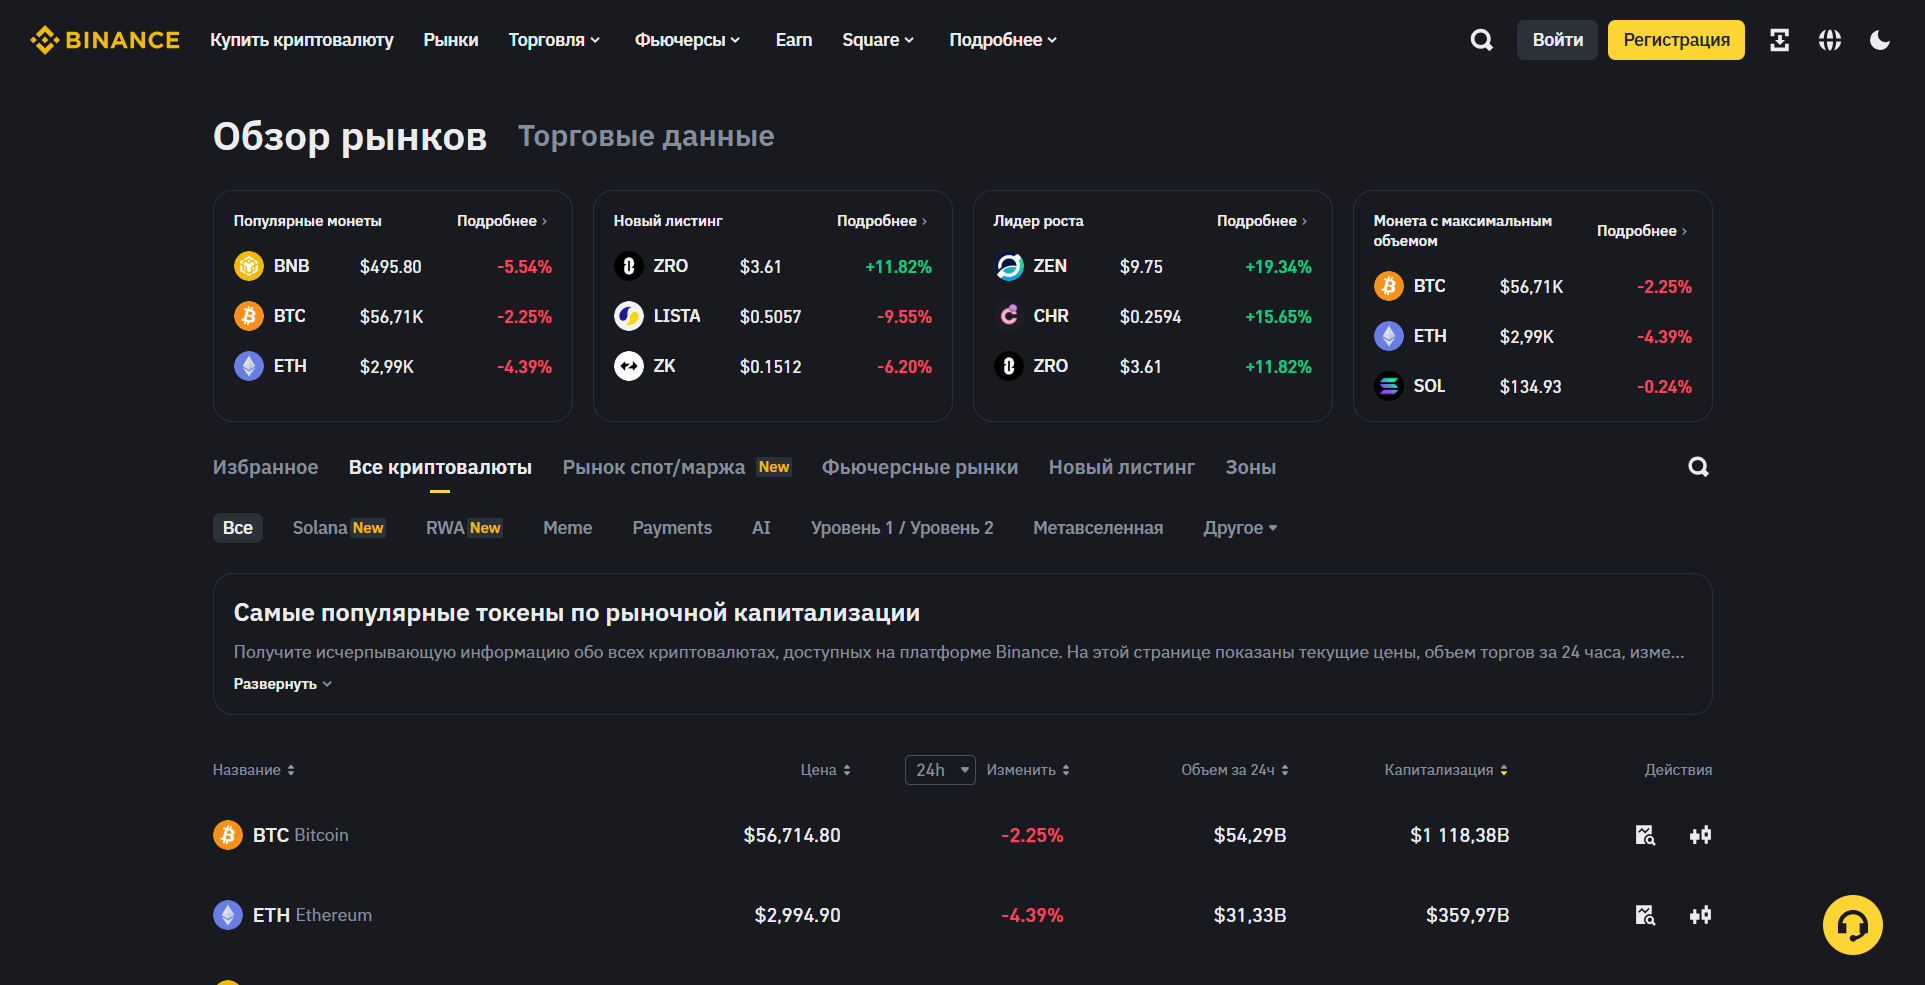 BINANCE Купить криптовалюту Рынки Торговля Фьючерсы Earn Square Подробнее Войти Регистрация
Обзор рынков Торговые данные
Популярные монеты Подробнее
BNB $495.80 -5.54%
BTC $56,71K -2.25%
ETH $2,99K -4.39%
Новый листинг Подробнее
ZRO $3.61 +11.82%
LISTA $0.5057 -9.55%
ZK $0.1512 -6.20%
Лидер роста Подробнее
ZEN $9.75 +19.34%
CHR $0.2594 +15.65%
ZRO $3.61 +11.82%
Монета с максимальным
объемом
Подробнее
BTC $56,71K -2.25%
ETH $2,99K -4.39%
SOL $134.93 -0.24%
Избранное Все криптовалюты Рынок спот/маржа New Фьючерсные рынки Новый листинг Зоны
Все Solana New RWA New Meme Payments AI Уровень 1 / Уровень 2 Метавселенная Другое
Самые популярные токены по рыночной капитализации
Получите исчерпывающую информацию обо всех криптовалютах, доступных на платформе Binance. На этой странице показаны текущие цены, объем торгов за 24 часа, изме...
Развернуть
Название Цена 24h Изменить Объем за 24ч Капитализация Действия
BTC Bitcoin $56,714.80 -2.25% $54,29B $1 118,38B
ETH Ethereum $2,994.90 -4.39% $31,33B $359,97B